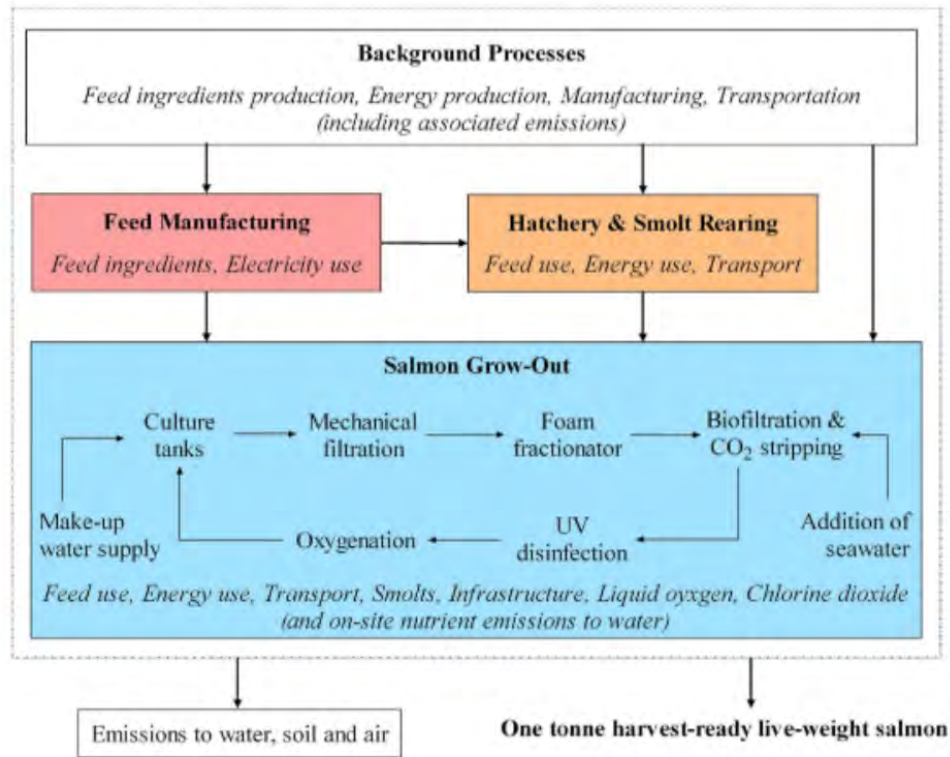 Background Processes
Feed ingredients production, Energy production, Manufacturing, Transportation
(including associated emissions)
Feed Manufacturing
Feed ingredients, Electricity use
Hatchery & Smolt Rearing
Feed use, Energy use, Transport
Salmon Grow-Out
Culture
tanks
Mechanical
filtration
Foam
fractionator
Biofiltration &
CO₂ stripping
Make-up
water supply
Oxygenation
UV
disinfection
Addition of
seawater
Feed use, Energy use, Transport, Smolts, Infrastructure, Liquid oyxgen, Chlorine dioxide
(and on-site nutrient emissions to water)
Emissions to water, soil and air
One tonne harvest-ready live-weight salmon